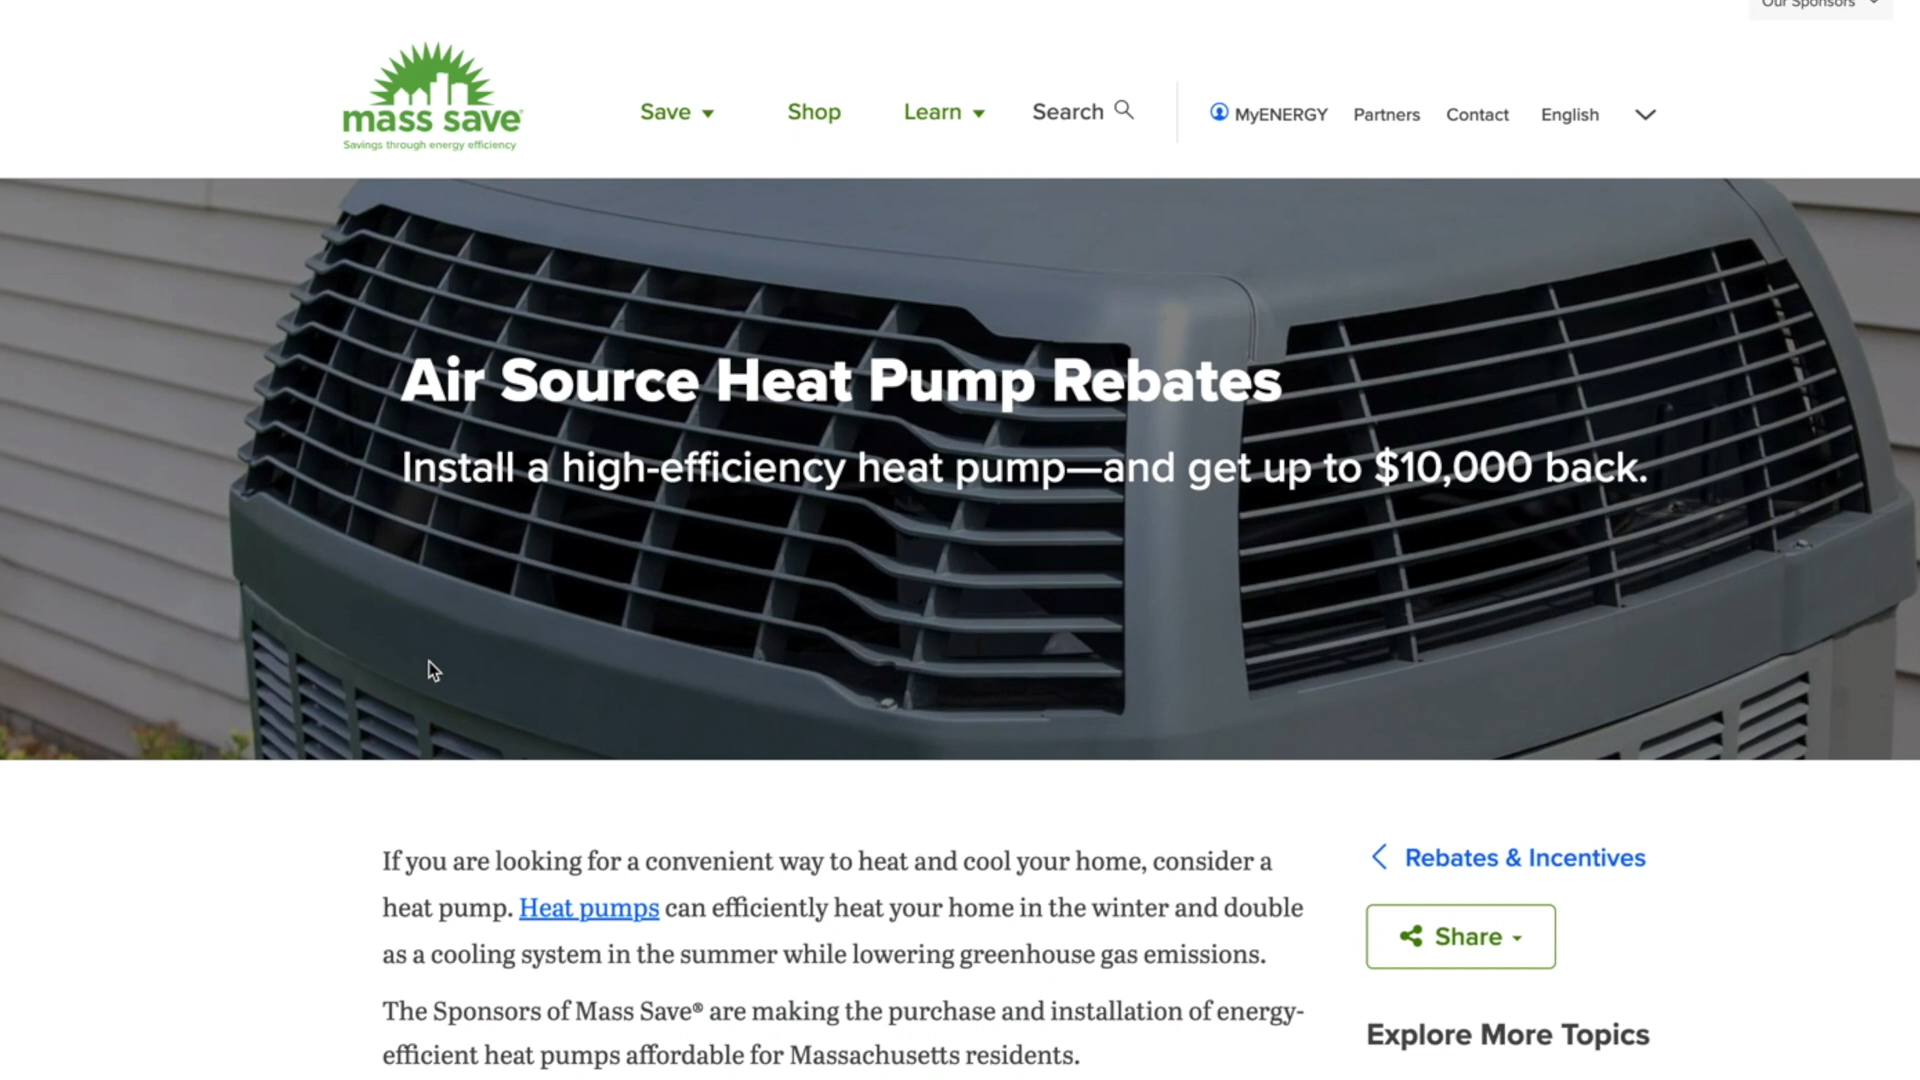 Our Sponsors
mass save®
Savings through energy efficiency
Save
Shop
Learn
Search
MyENERGY
Partners
Contact
English
Air Source Heat Pump Rebates
Install a high-efficiency heat pump—and get up to $10,000 back.
If you are looking for a convenient way to heat and cool your home, consider a
heat pump. Heat pumps can efficiently heat your home in the winter and double
as a cooling system in the summer while lowering greenhouse gas emissions.
The Sponsors of Mass Save® are making the purchase and installation of energy-
efficient heat pumps affordable for Massachusetts residents.
Rebates & Incentives
Share
Explore More Topics